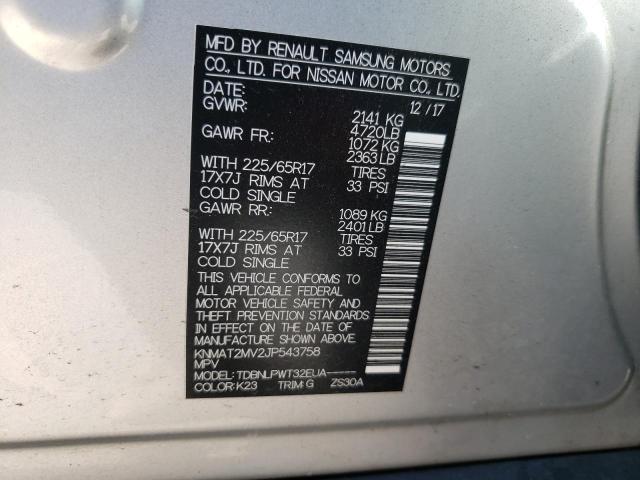 MFD BY RENAULT SAMSUNG MOTORS
CO., LTD. FOR NISSAN MOTOR CO., LTD.
DATE: 12 / 17
GVWR: 2141 KG
4720LB
GAWR FR: 1072 KG
2363LB
WITH 225/65R17 TIRES
17X7J RIMS AT 33 PSI
COLD SINGLE
GAWR RR: 1089 KG
2401LB
WITH 225/65R17 TIRES
17X7J RIMS AT 33 PSI
COLD SINGLE
THIS VEHICLE CONFORMS TO
ALL APPLICABLE FEDERAL
MOTOR VEHICLE SAFETY AND
THEFT PREVENTION STANDARDS
IN EFFECT ON THE DATE OF
MANUFACTURE SHOWN ABOVE.
KNMAT2MV2JP543758
MPV
MODEL: TDBNLPWT32EUA-----
COLOR:K23 TRIM:G ZS30A